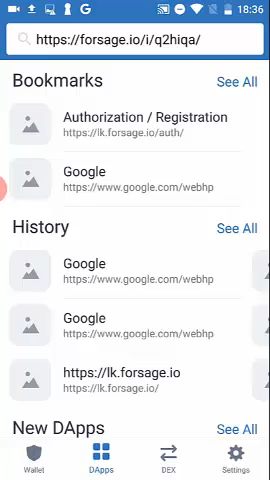 18:36
https://forsage.io/i/q2hiqa/
Bookmarks
See All
Authorization / Registration
https://lk.forsage.io/auth/
Google
https://www.google.com/webhp
History
See All
Google
https://www.google.com/webhp
Google
https://www.google.com/webhp
https://lk.forsage.io
https://lk.forsage.io/
New DApps
See All
Wallet
DApps
DEX
Settings